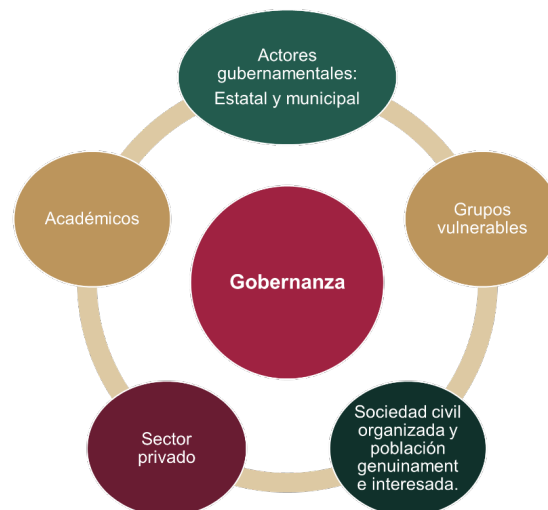 Actores
gubernamentales:
Estatal y municipal
Académicos
Grupos
vulnerables
Gobernanza
Sector
privado
Sociedad civil
organizada y
población
genuinament
e interesada.